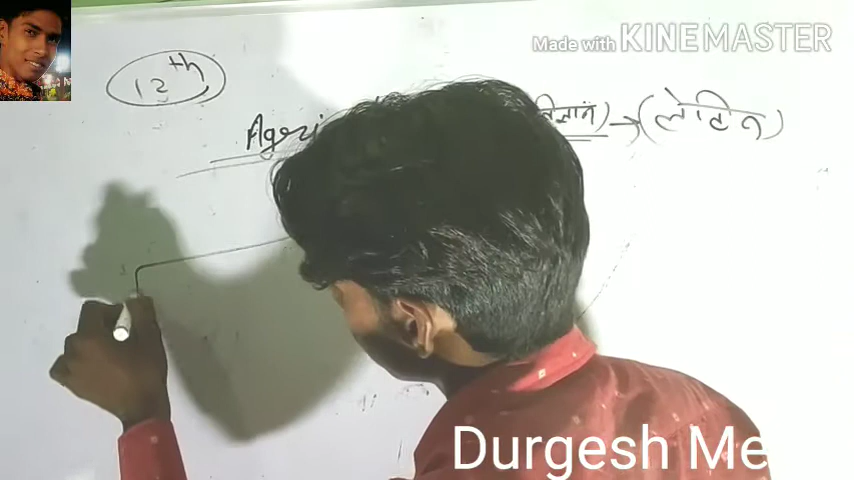 Made with KINEMASTER
12th
Agri
(लेटिन)
Durgesh Me